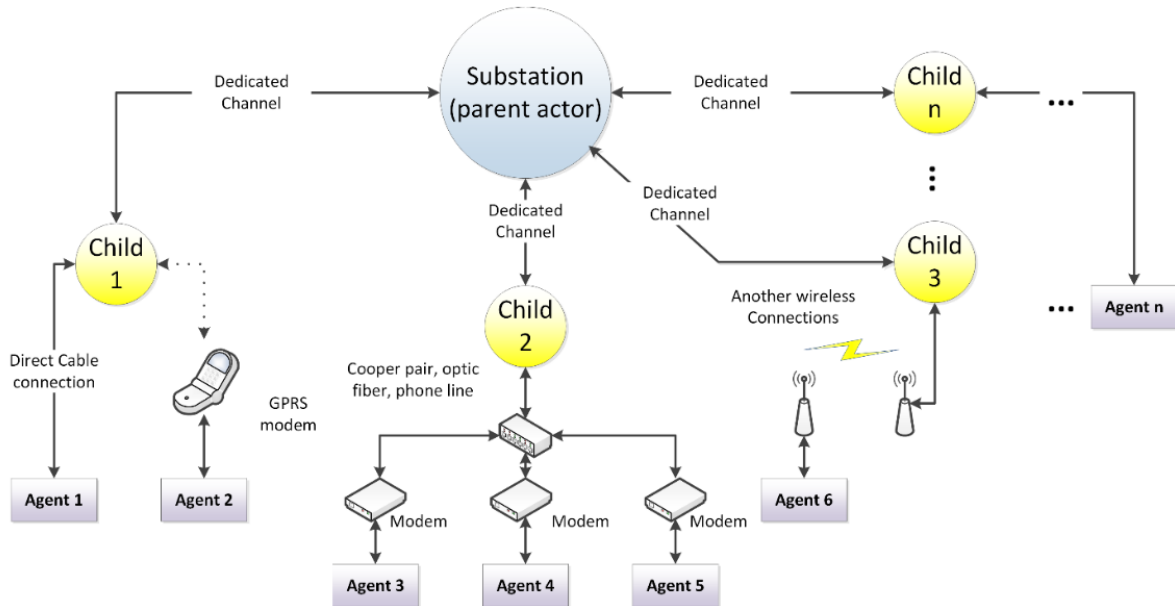 Dedicated
Channel
Substation
(parent actor)
Dedicated
Channel
Child
n
...
...
Dedicated
Channel
Dedicated
Channel
Child
1
Child
3
Child
2
Another wireless
Connections
...
Agent n
Direct Cable
connection
GPRS
modem
Cooper pair, optic
fiber, phone line
Agent 1
Agent 2
Agent 6
Modem
Modem
Modem
Agent 3
Agent 4
Agent 5